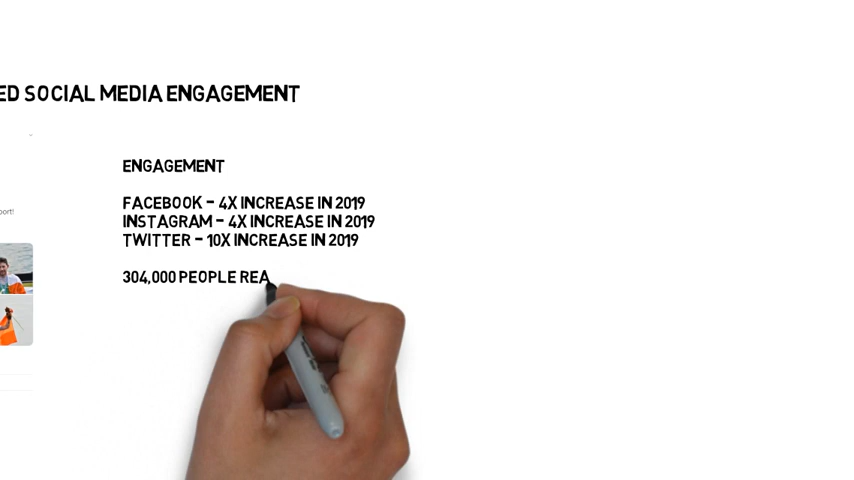 ED SOCIAL MEDIA ENGAGEMENT
port!
ENGAGEMENT
FACEBOOK - 4X INCREASE IN 2019
INSTAGRAM - 4X INCREASE IN 2019
TWITTER - 10X INCREASE IN 2019
304,000 PEOPLE REA